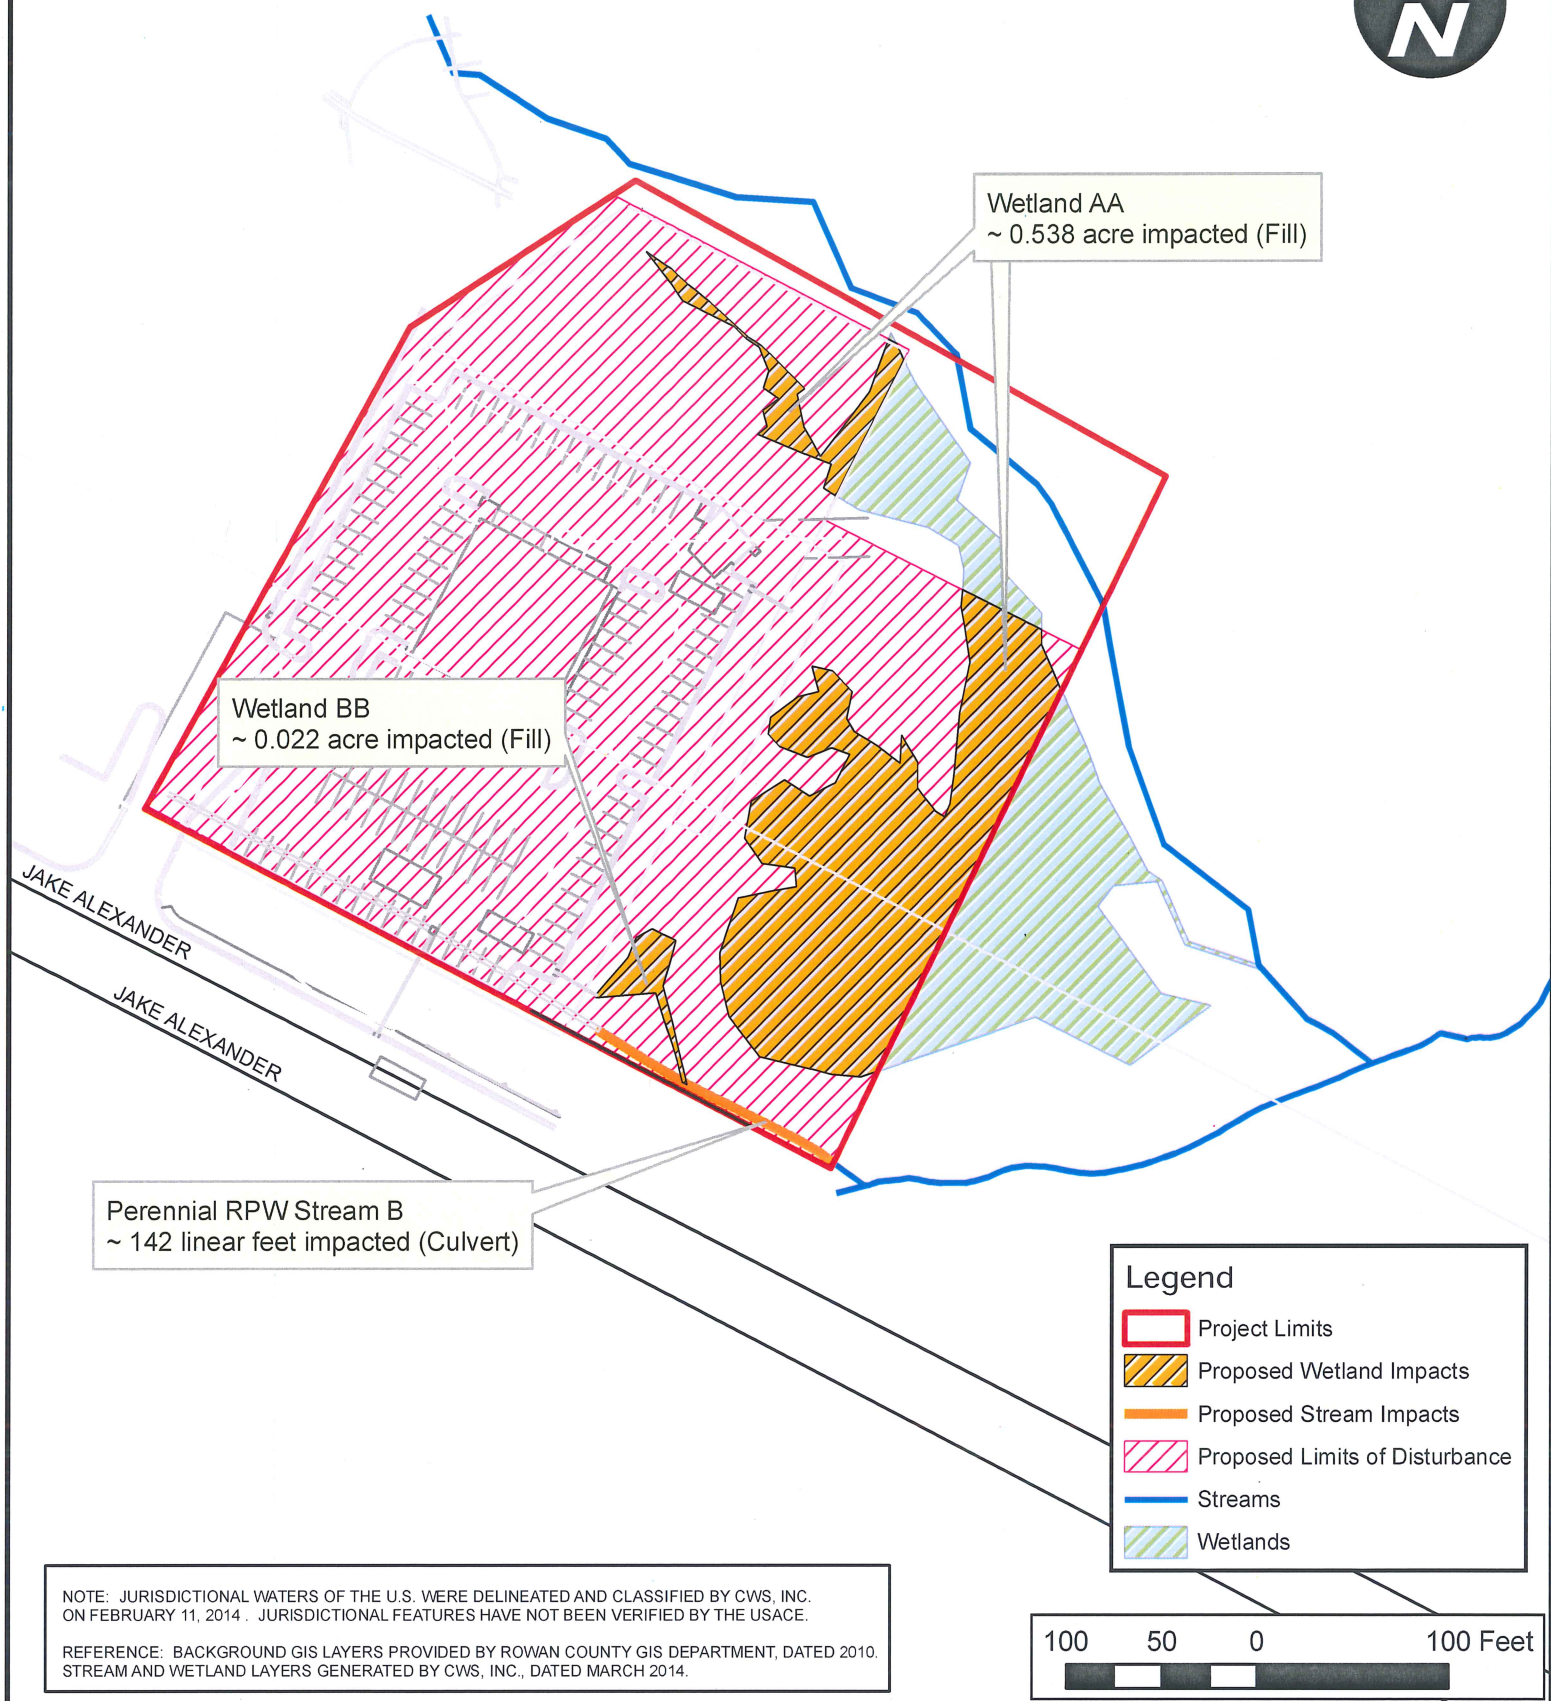 N
Wetland AA
~ 0.538 acre impacted (Fill)
Wetland BB
~ 0.022 acre impacted (Fill)
JAKE ALEXANDER
JAKE ALEXANDER
Perennial RPW Stream B
~ 142 linear feet impacted (Culvert)
Legend
Project Limits
Proposed Wetland Impacts
Proposed Stream Impacts
Proposed Limits of Disturbance
Streams
Wetlands
NOTE: JURISDICTIONAL WATERS OF THE U.S. WERE DELINEATED AND CLASSIFIED BY CWS, INC.
ON FEBRUARY 11, 2014 . JURISDICTIONAL FEATURES HAVE NOT BEEN VERIFIED BY THE USACE.
REFERENCE: BACKGROUND GIS LAYERS PROVIDED BY ROWAN COUNTY GIS DEPARTMENT, DATED 2010.
STREAM AND WETLAND LAYERS GENERATED BY CWS, INC., DATED MARCH 2014.
100 50 0 100 Feet